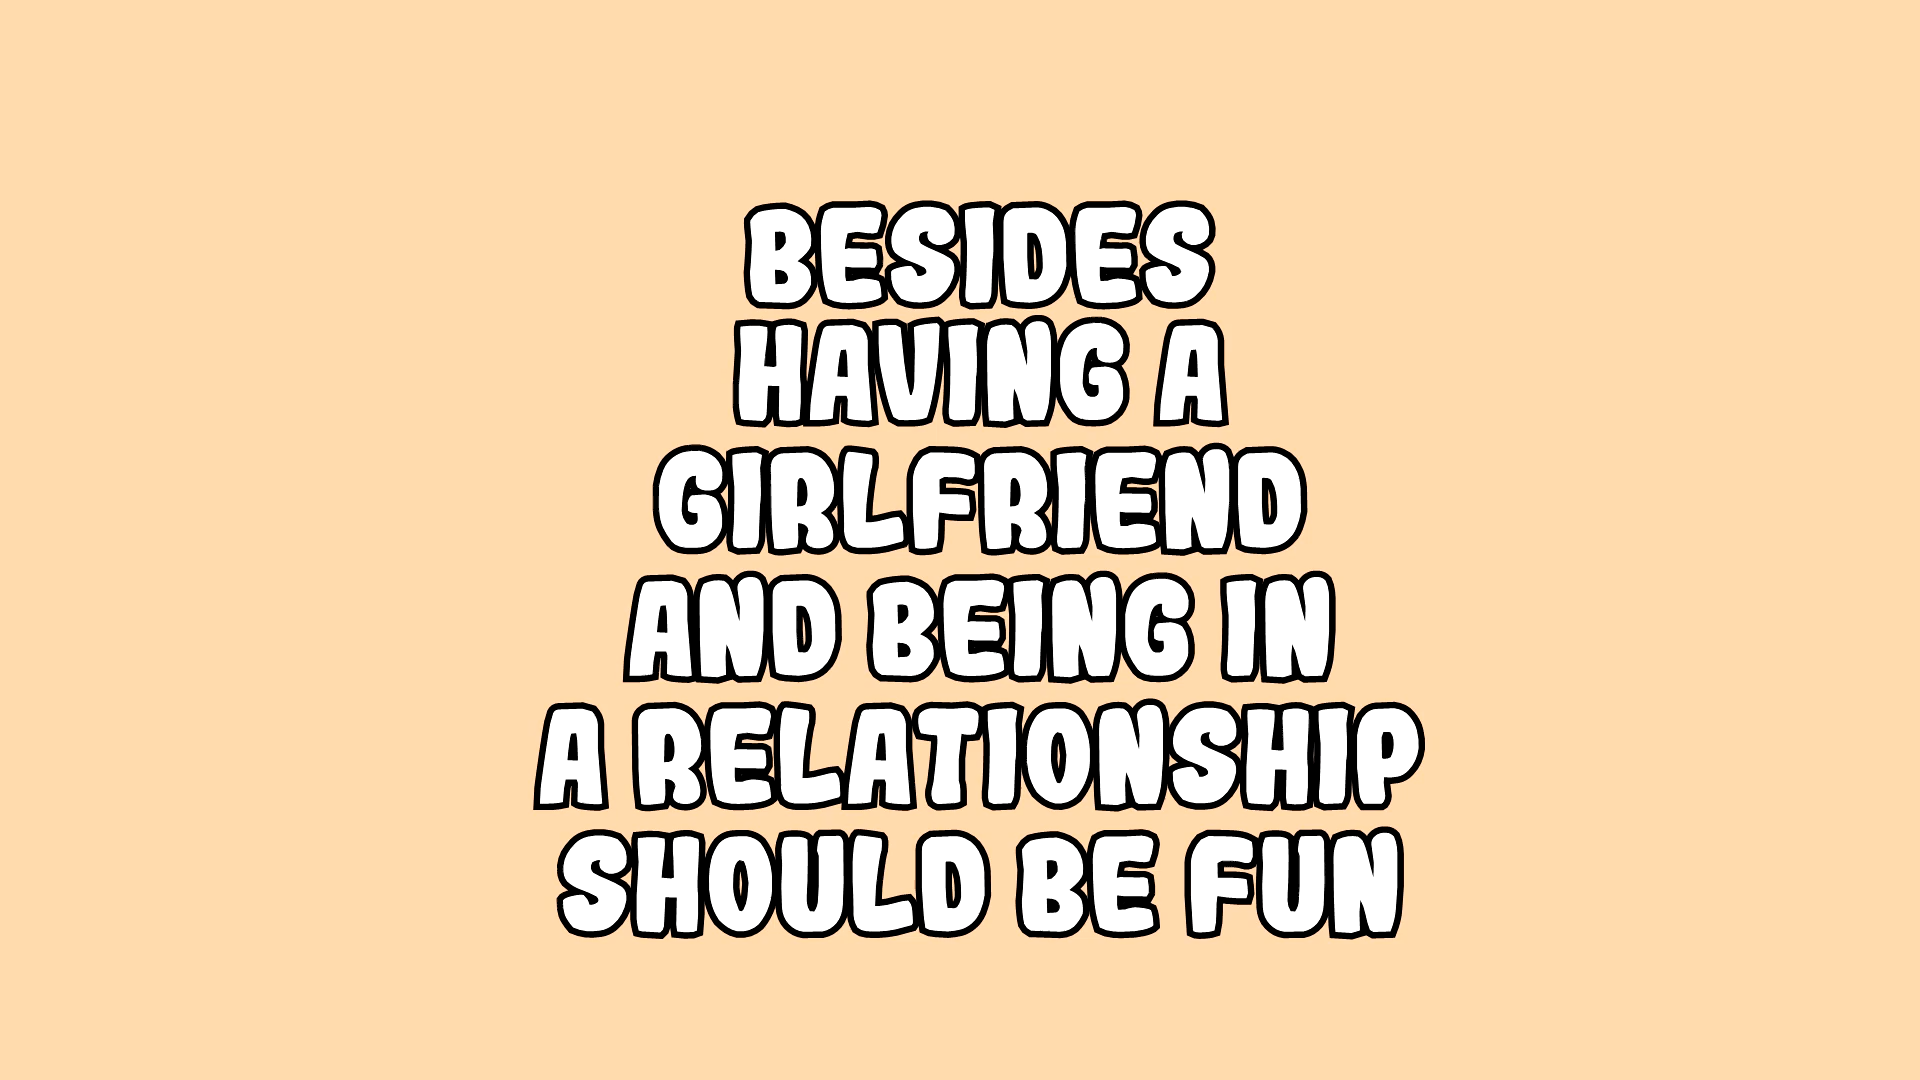 BESIDES
HAVING A
GIRLFRIEND
AND BEING IN
A RELATIONSHIP
SHOULD BE FUN